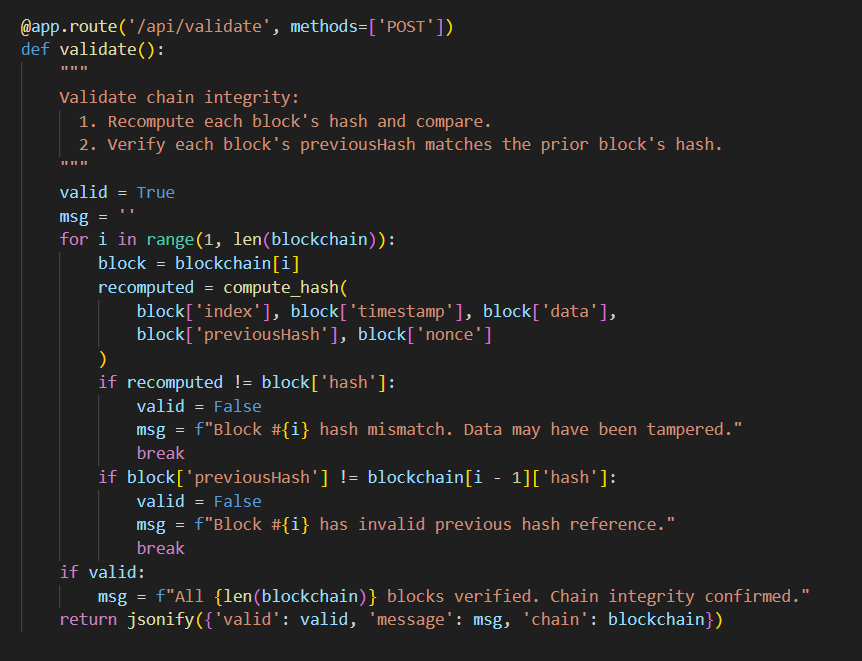 @app.route('/api/validate', methods=['POST'])
def validate():
    """
    Validate chain integrity:
      1. Recompute each block's hash and compare.
      2. Verify each block's previousHash matches the prior block's hash.
    """
    valid = True
    msg = ''
    for i in range(1, len(blockchain)):
        block = blockchain[i]
        recomputed = compute_hash(
            block['index'], block['timestamp'], block['data'],
            block['previousHash'], block['nonce']
        )
        if recomputed != block['hash']:
            valid = False
            msg = f"Block #{i} hash mismatch. Data may have been tampered."
            break
        if block['previousHash'] != blockchain[i - 1]['hash']:
            valid = False
            msg = f"Block #{i} has invalid previous hash reference."
            break
    if valid:
        msg = f"All {len(blockchain)} blocks verified. Chain integrity confirmed."
    return jsonify({'valid': valid, 'message': msg, 'chain': blockchain})